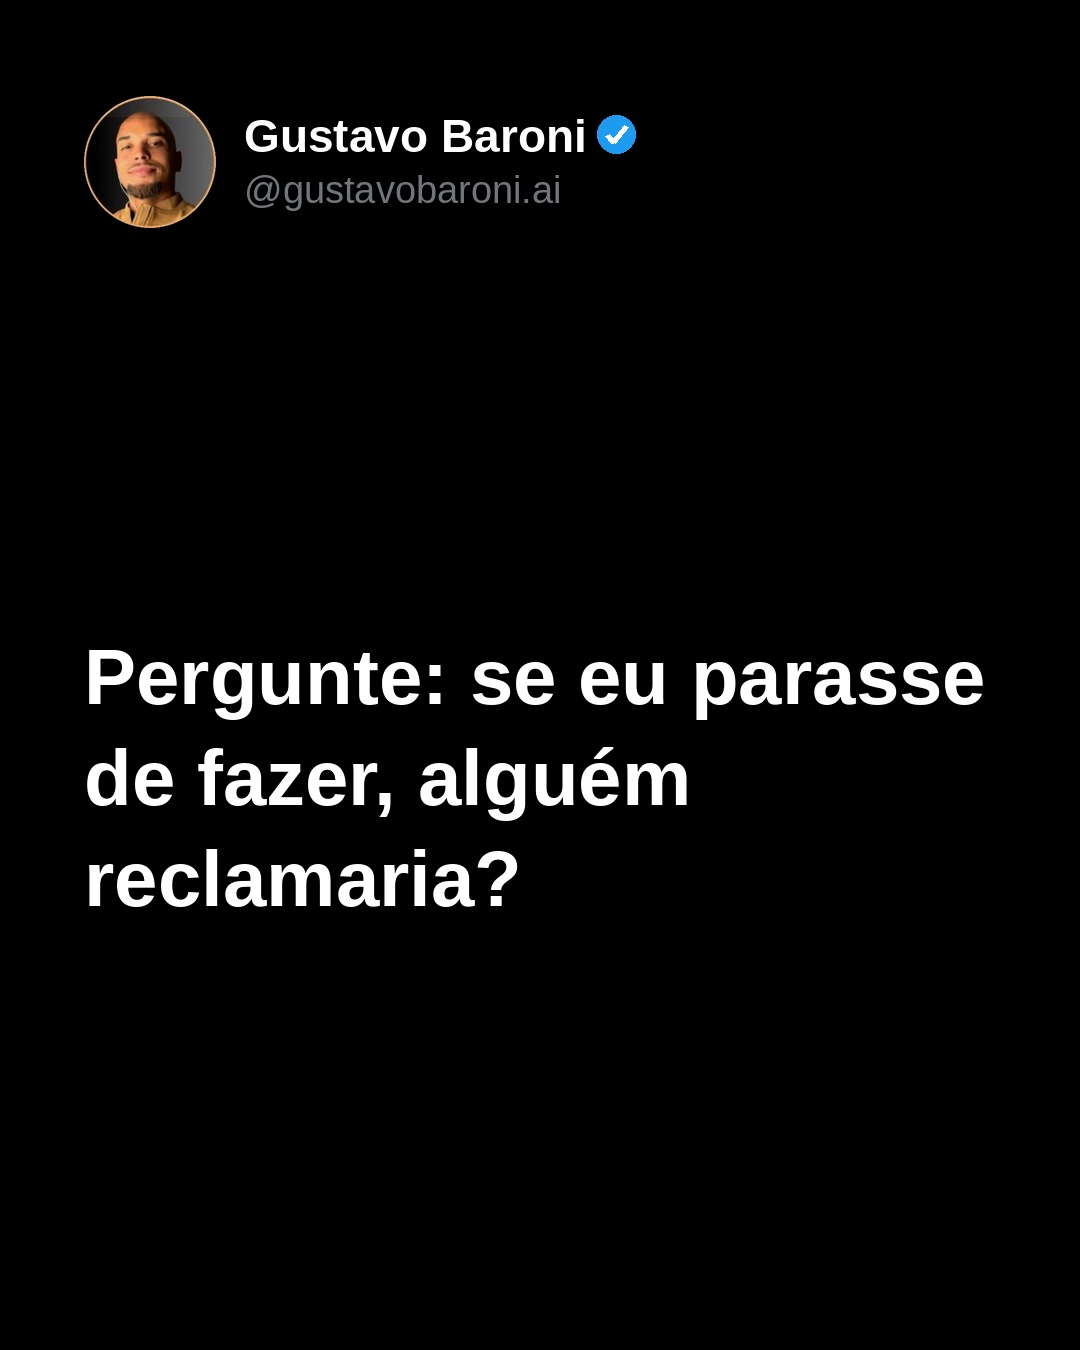 Gustavo Baroni
@gustavobaroni.ai
Pergunte: se eu parasse
de fazer, alguém
reclamaria?